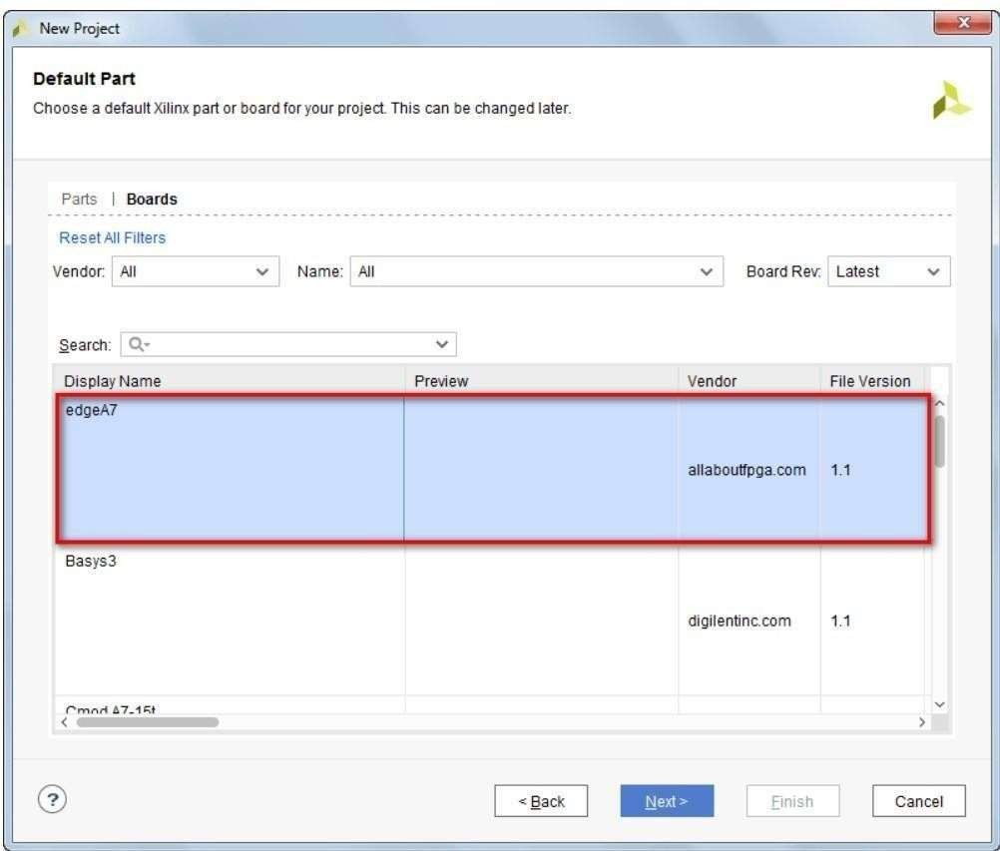 New Project
Default Part
Choose a default Xilinx part or board for your project. This can be changed later.
Parts | Boards
Reset All Filters
Vendor: All Name: All Board Rev: Latest
Search:
Display Name Preview Vendor File Version
edgeA7
allaboutfpga.com 1.1
Basys3
digilentinc.com 1.1
Cmod A7-15t
? < Back Next > Finish Cancel